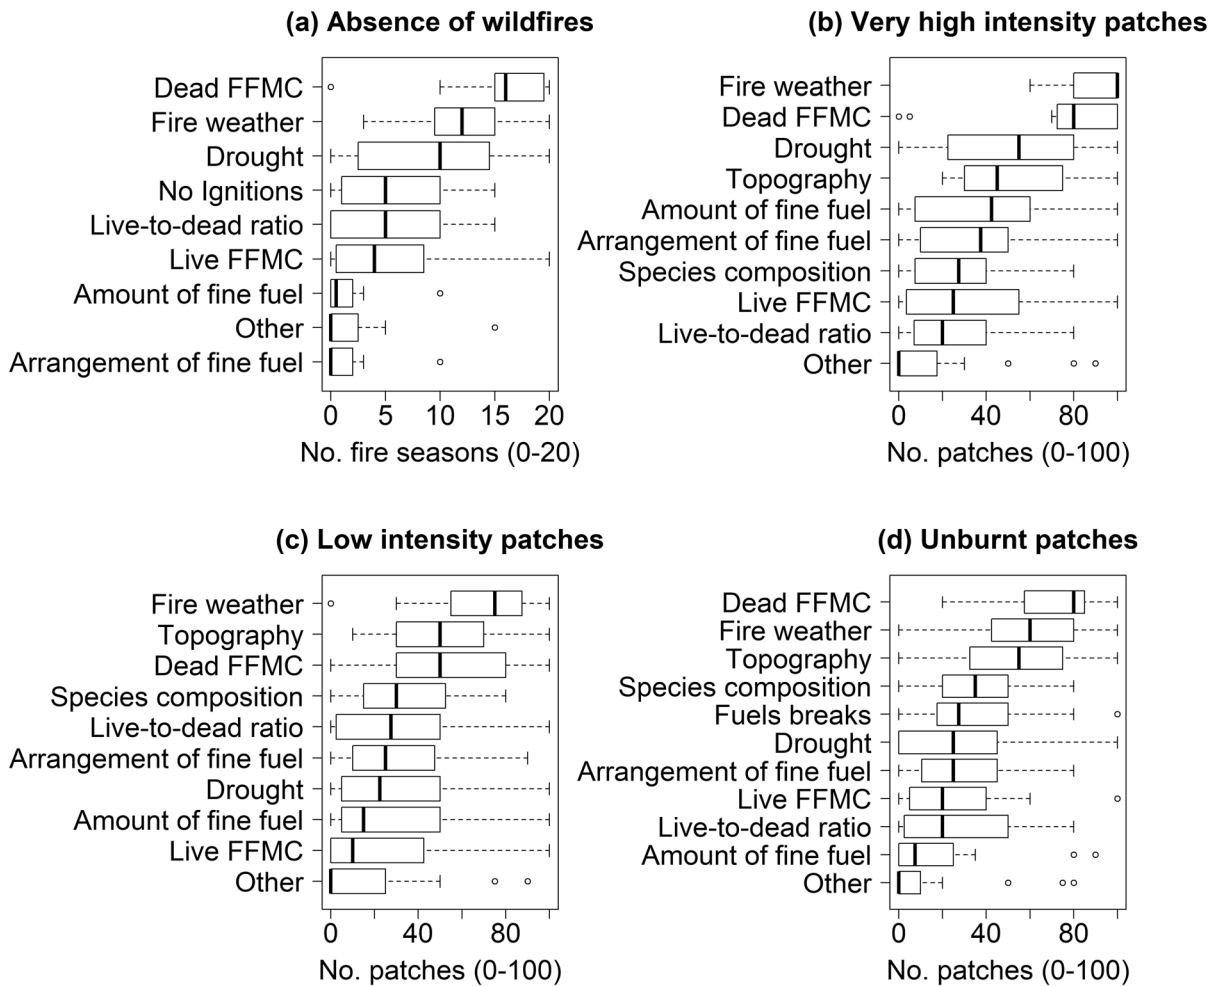 (a) Absence of wildfires
Dead FFMC
Fire weather
Drought
No Ignitions
Live-to-dead ratio
Live FFMC
Amount of fine fuel
Other
Arrangement of fine fuel
0 5 10 15 20
No. fire seasons (0-20)
(b) Very high intensity patches
Fire weather
Dead FFMC
Drought
Topography
Amount of fine fuel
Arrangement of fine fuel
Species composition
Live FFMC
Live-to-dead ratio
Other
0 40 80
No. patches (0-100)
(c) Low intensity patches
Fire weather
Topography
Dead FFMC
Species composition
Live-to-dead ratio
Arrangement of fine fuel
Drought
Amount of fine fuel
Live FFMC
Other
0 40 80
No. patches (0-100)
(d) Unburnt patches
Dead FFMC
Fire weather
Topography
Species composition
Fuels breaks
Drought
Arrangement of fine fuel
Live FFMC
Live-to-dead ratio
Amount of fine fuel
Other
0 40 80
No. patches (0-100)